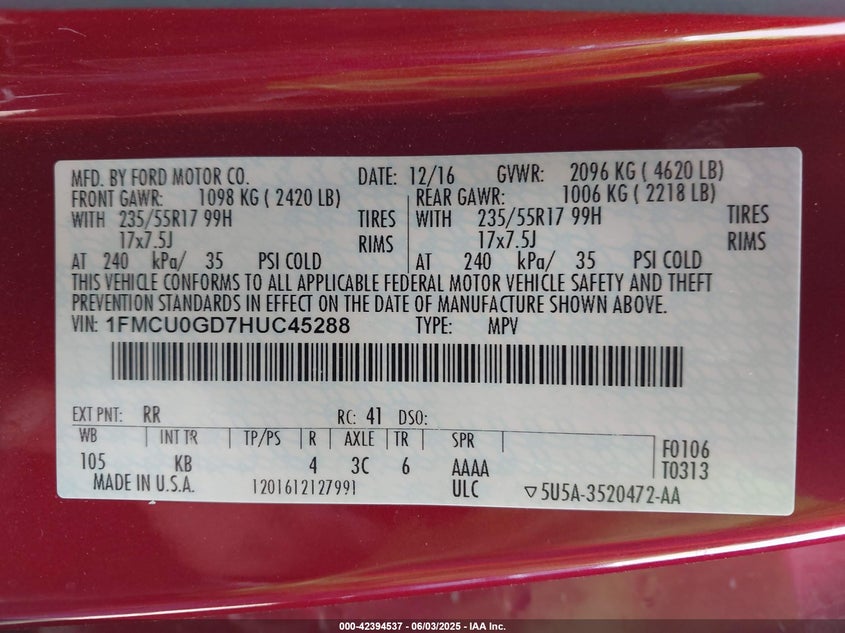 MFD. BY FORD MOTOR CO. DATE: 12/16 GVWR: 2096 KG ( 4620 LB)
FRONT GAWR: 1098 KG ( 2420 LB) REAR GAWR: 1006 KG ( 2218 LB)
WITH 235/55R17 99H TIRES WITH 235/55R17 99H TIRES
17x7.5J RIMS 17x7.5J RIMS
AT 240 kPa/ 35 PSI COLD AT 240 kPa/ 35 PSI COLD
THIS VEHICLE CONFORMS TO ALL APPLICABLE FEDERAL MOTOR VEHICLE SAFETY AND THEFT
PREVENTION STANDARDS IN EFFECT ON THE DATE OF MANUFACTURE SHOWN ABOVE.
VIN: 1FMCU0GD7HUC45288 TYPE: MPV
EXT PNT: RR RC: 41 DSO:
WB INT TR TP/PS R AXLE TR SPR F0106
105 KB 4 3C 6 AAAA T0313
MADE IN U.S.A. 1201612127991 ULC ▽5U5A-3520472-AA
000-42394537 - 06/03/2025 - IAA Inc.